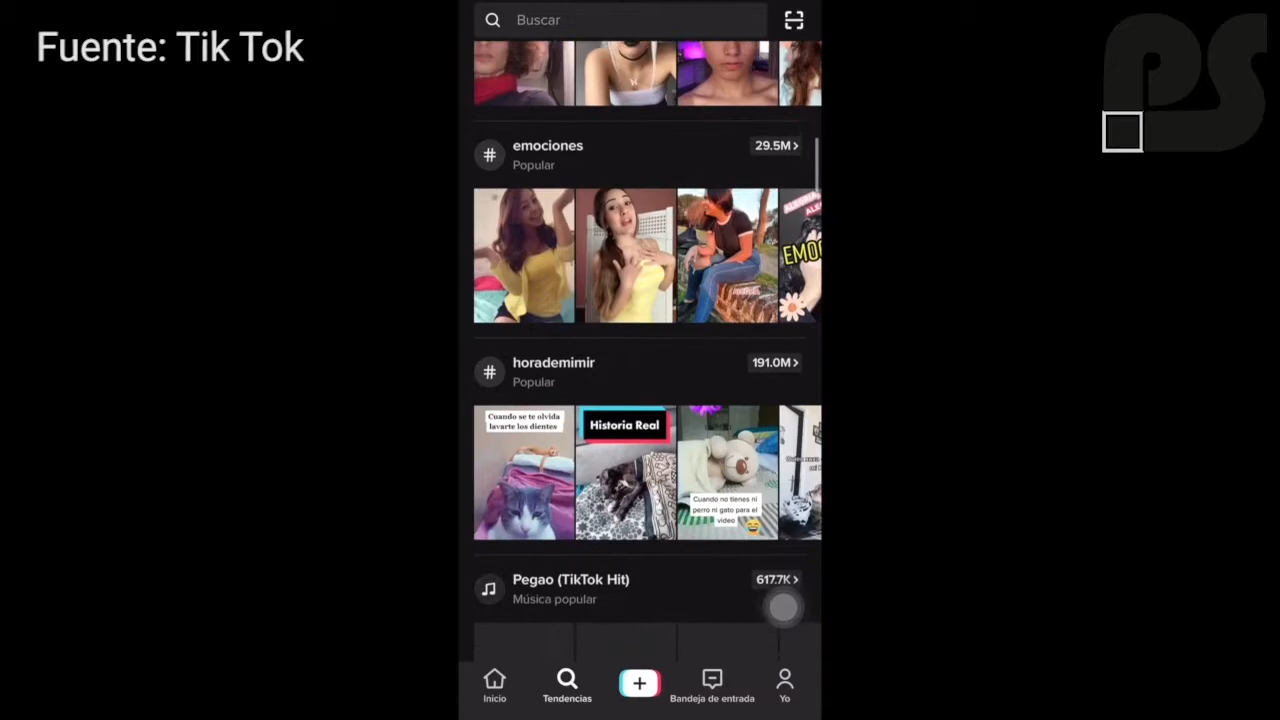 Fuente: Tik Tok
PS
Buscar
emociones
29.5M
Popular
horademimir
191.0M
Popular
Cuando se te olvida
lavarte los dientes
Historia Real
Cuando no tienes ni
perro ni gato para el
video
Pegao (TikTok Hit)
617.7K
Música popular
Inicio
Tendencias
Bandeja de entrada
Yo